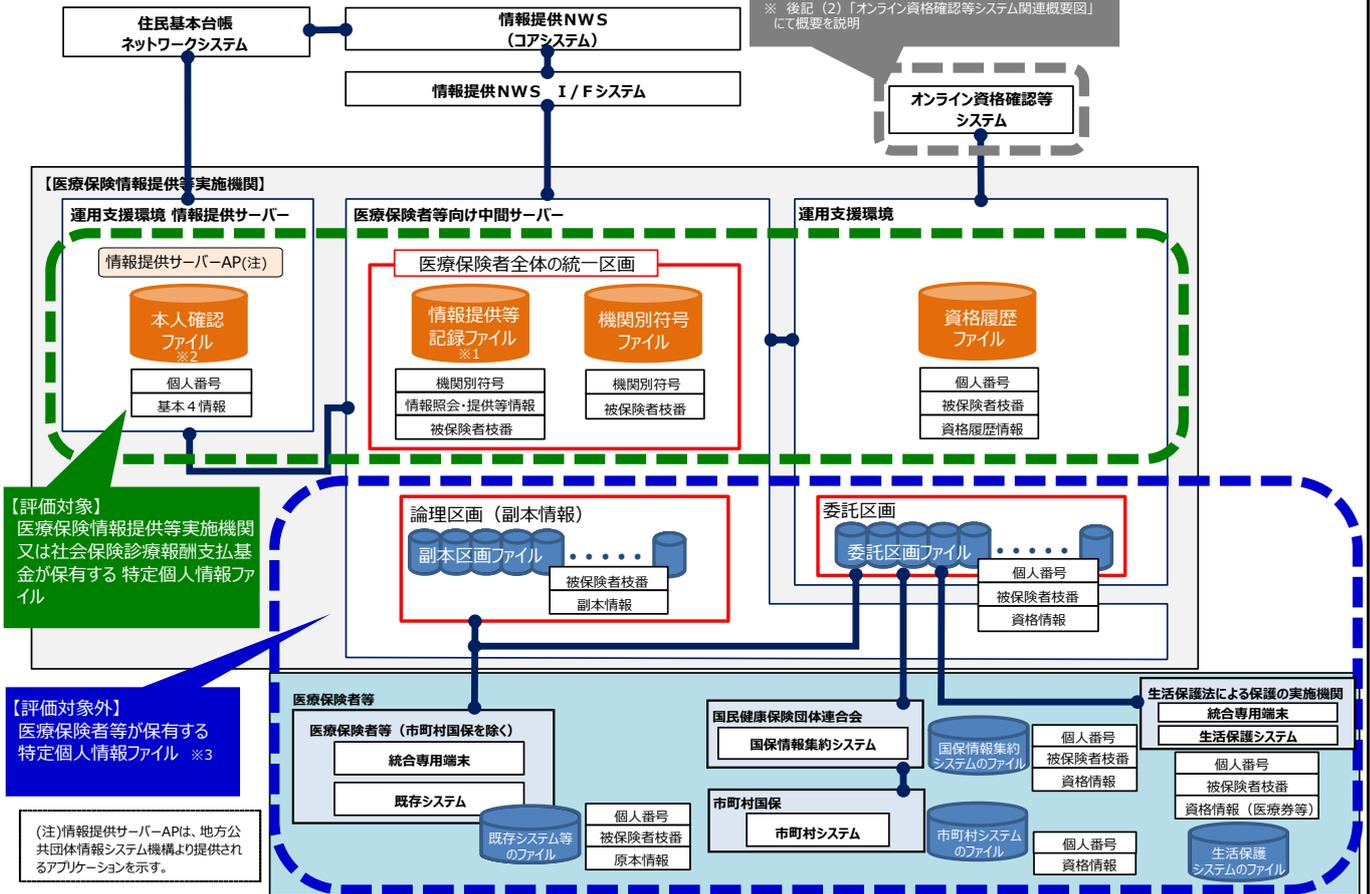 ※ 後記（2）「オンライン資格確認等システム関連概要図」
にて概要を説明
住民基本台帳
ネットワークシステム
情報提供NWS
（コアシステム）
情報提供NWS Ｉ/Ｆシステム
オンライン資格確認等
システム
【医療保険情報提供等実施機関】
運用支援環境 情報提供サーバー
医療保険者等向け中間サーバー
運用支援環境
情報提供サーバーAP(注)
本人確認
ファイル
※2
個人番号
基本４情報
医療保険者全体の統一区画
情報提供等
記録ファイル
※1
機関別符号
情報照会・提供等情報
被保険者枝番
機関別符号
ファイル
機関別符号
被保険者枝番
資格履歴
ファイル
個人番号
被保険者枝番
資格履歴情報
【評価対象】
医療保険情報提供等実施機関
又は社会保険診療報酬支払基
金が保有する 特定個人情報ファ
イル
論理区画（副本情報）
副本区画ファイル
・・・・・
被保険者枝番
副本情報
委託区画
委託区画ファイル
・・・・・
個人番号
被保険者枝番
資格情報
【評価対象外】
医療保険者等が保有する
特定個人情報ファイル ※3
医療保険者等
医療保険者等（市町村国保を除く）
統合専用端末
既存システム
既存システム等
のファイル
個人番号
被保険者枝番
原本情報
国民健康保険団体連合会
国保情報集約システム
国保情報集約
システムのファイル
個人番号
被保険者枝番
資格情報
市町村国保
市町村システム
市町村システム
のファイル
個人番号
資格情報
生活保護法による保護の実施機関
統合専用端末
生活保護システム
個人番号
被保険者枝番
資格情報（医療券等）
生活保護
システムのファイル
(注)情報提供サーバーAPは、地方公
共団体情報システム機構より提供され
るアプリケーションを示す。